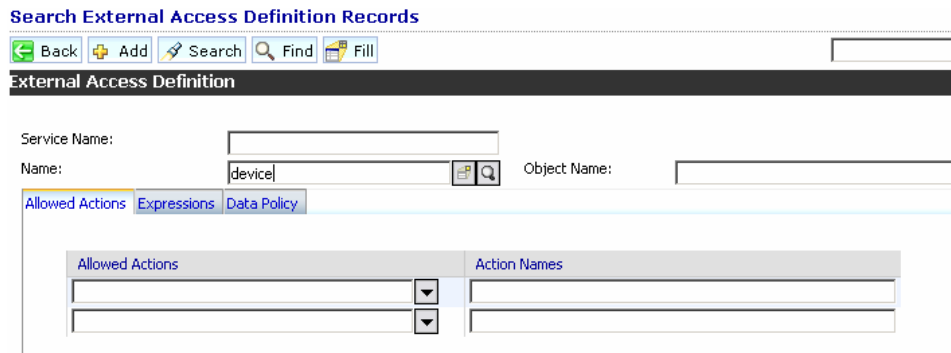 Search External Access Definition Records
Back Add Search Find Fill
External Access Definition
Service Name:
Name: device Object Name:
Allowed Actions Expressions Data Policy
Allowed Actions Action Names